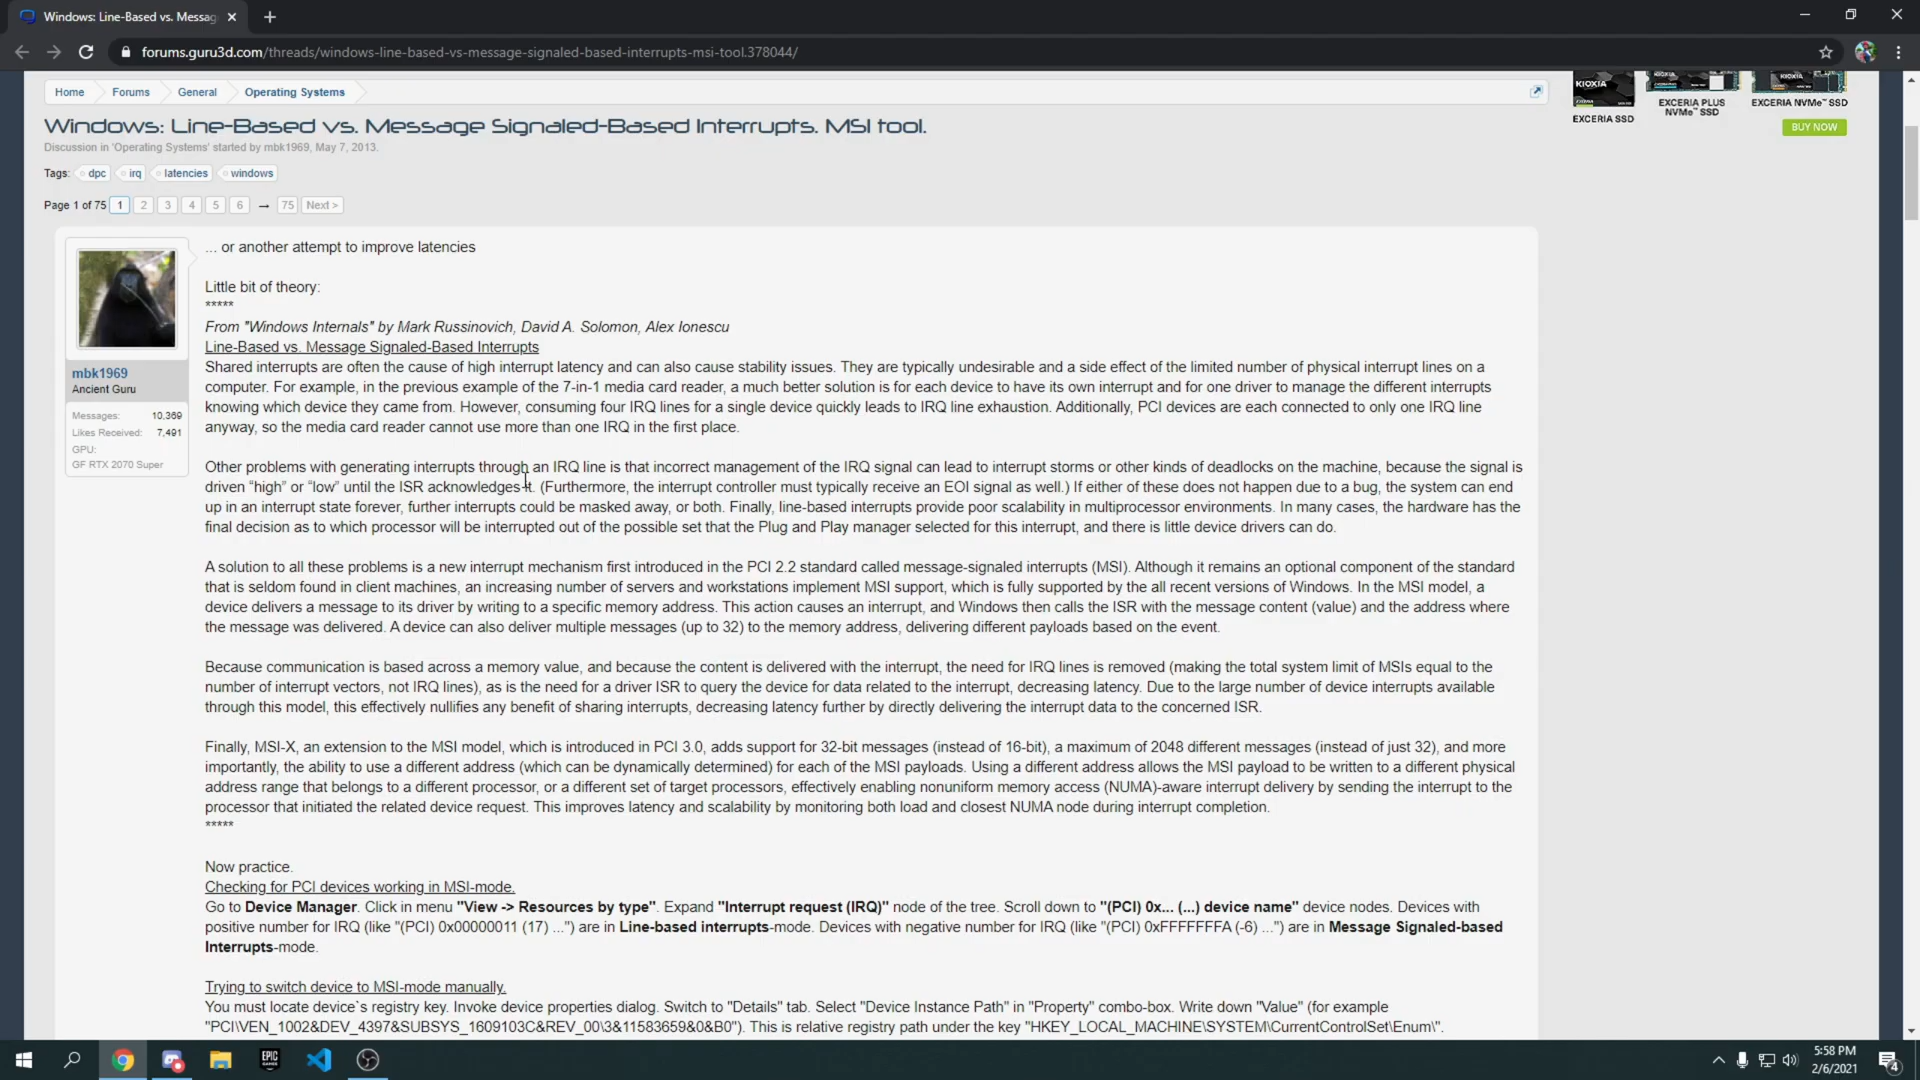 Windows: Line-Based vs. Messag
forums.guru3d.com/threads/windows-line-based-vs-message-signaled-based-interrupts-msi-tool.378044/
Home Forums General Operating Systems
KIOXIA
KIOXIA
KIOXIA
EXCERIA SSD
EXCERIA PLUS
NVMe™ SSD
EXCERIA NVMe™ SSD
BUY NOW
Windows: Line-Based vs. Message Signaled-Based Interrupts. MSI tool.
Discussion in 'Operating Systems' started by mbk1969, May 7, 2013.
Tags: dpc irq latencies windows
Page 1 of 75 1 2 3 4 5 6 → 75 Next >
mbk1969
Ancient Guru
Messages: 10,369
Likes Received: 7,491
GPU:
GF RTX 2070 Super
... or another attempt to improve latencies
Little bit of theory:
*****
From "Windows Internals" by Mark Russinovich, David A. Solomon, Alex Ionescu
Line-Based vs. Message Signaled-Based Interrupts
Shared interrupts are often the cause of high interrupt latency and can also cause stability issues. They are typically undesirable and a side effect of the limited number of physical interrupt lines on a
computer. For example, in the previous example of the 7-in-1 media card reader, a much better solution is for each device to have its own interrupt and for one driver to manage the different interrupts
knowing which device they came from. However, consuming four IRQ lines for a single device quickly leads to IRQ line exhaustion. Additionally, PCI devices are each connected to only one IRQ line
anyway, so the media card reader cannot use more than one IRQ in the first place.
Other problems with generating interrupts through an IRQ line is that incorrect management of the IRQ signal can lead to interrupt storms or other kinds of deadlocks on the machine, because the signal is
driven “high” or “low” until the ISR acknowledges it. (Furthermore, the interrupt controller must typically receive an EOI signal as well.) If either of these does not happen due to a bug, the system can end
up in an interrupt state forever, further interrupts could be masked away, or both. Finally, line-based interrupts provide poor scalability in multiprocessor environments. In many cases, the hardware has the
final decision as to which processor will be interrupted out of the possible set that the Plug and Play manager selected for this interrupt, and there is little device drivers can do.
A solution to all these problems is a new interrupt mechanism first introduced in the PCI 2.2 standard called message-signaled interrupts (MSI). Although it remains an optional component of the standard
that is seldom found in client machines, an increasing number of servers and workstations implement MSI support, which is fully supported by the all recent versions of Windows. In the MSI model, a
device delivers a message to its driver by writing to a specific memory address. This action causes an interrupt, and Windows then calls the ISR with the message content (value) and the address where
the message was delivered. A device can also deliver multiple messages (up to 32) to the memory address, delivering different payloads based on the event.
Because communication is based across a memory value, and because the content is delivered with the interrupt, the need for IRQ lines is removed (making the total system limit of MSIs equal to the
number of interrupt vectors, not IRQ lines), as is the need for a driver ISR to query the device for data related to the interrupt, decreasing latency. Due to the large number of device interrupts available
through this model, this effectively nullifies any benefit of sharing interrupts, decreasing latency further by directly delivering the interrupt data to the concerned ISR.
Finally, MSI-X, an extension to the MSI model, which is introduced in PCI 3.0, adds support for 32-bit messages (instead of 16-bit), a maximum of 2048 different messages (instead of just 32), and more
importantly, the ability to use a different address (which can be dynamically determined) for each of the MSI payloads. Using a different address allows the MSI payload to be written to a different physical
address range that belongs to a different processor, or a different set of target processors, effectively enabling nonuniform memory access (NUMA)-aware interrupt delivery by sending the interrupt to the
processor that initiated the related device request. This improves latency and scalability by monitoring both load and closest NUMA node during interrupt completion.
*****
Now practice.
Checking for PCI devices working in MSI-mode.
Go to Device Manager. Click in menu "View -> Resources by type". Expand "Interrupt request (IRQ)" node of the tree. Scroll down to "(PCI) 0x... (...) device name" device nodes. Devices with
positive number for IRQ (like "(PCI) 0x00000011 (17) ...") are in Line-based interrupts-mode. Devices with negative number for IRQ (like "(PCI) 0xFFFFFFFA (-6) ...") are in Message Signaled-based
Interrupts-mode.
Trying to switch device to MSI-mode manually.
You must locate device`s registry key. Invoke device properties dialog. Switch to "Details" tab. Select "Device Instance Path" in "Property" combo-box. Write down "Value" (for example
"PCI\VEN_1002&DEV_4397&SUBSYS_1609103C&REV_00\3&11583659&0&B0"). This is relative registry path under the key "HKEY_LOCAL_MACHINE\SYSTEM\CurrentControlSet\Enum\".
EPIC
GAMES
5:58 PM
2/6/2021
4